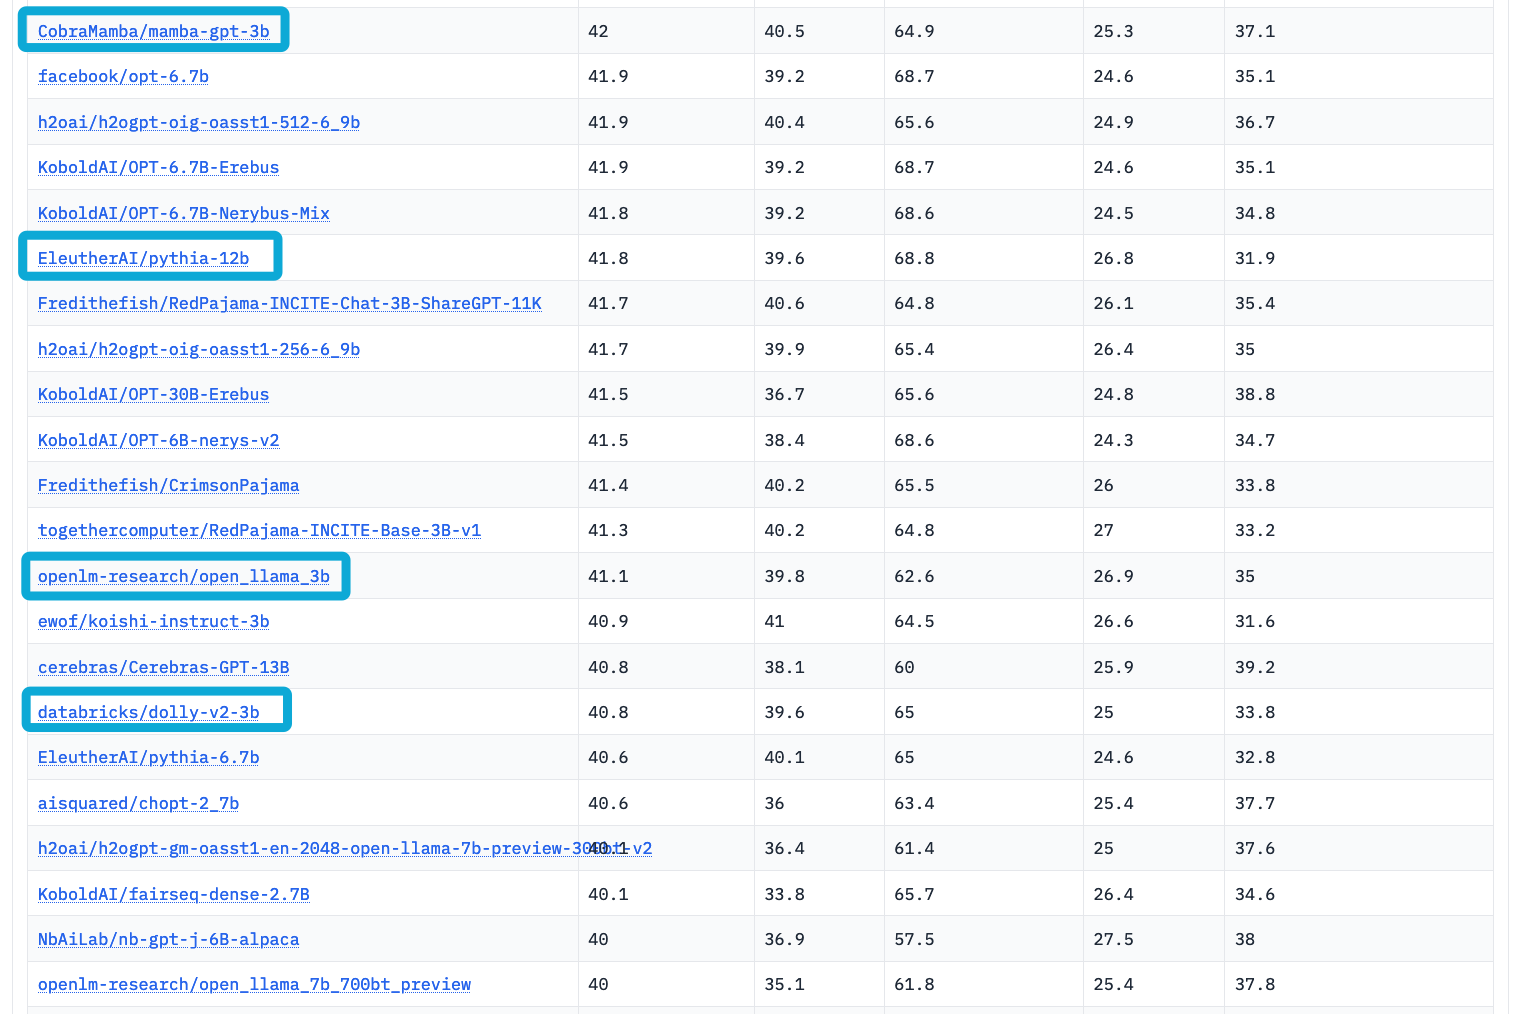 CobraMamba/mamba-gpt-3b 42 40.5 64.9 25.3 37.1
facebook/opt-6.7b 41.9 39.2 68.7 24.6 35.1
h2oai/h2ogpt-oig-oasst1-512-6_9b 41.9 40.4 65.6 24.9 36.7
KoboldAI/OPT-6.7B-Erebus 41.9 39.2 68.7 24.6 35.1
KoboldAI/OPT-6.7B-Nerybus-Mix 41.8 39.2 68.6 24.5 34.8
EleutherAI/pythia-12b 41.8 39.6 68.8 26.8 31.9
Fredithefish/RedPajama-INCITE-Chat-3B-ShareGPT-11K 41.7 40.6 64.8 26.1 35.4
h2oai/h2ogpt-oig-oasst1-256-6_9b 41.7 39.9 65.4 26.4 35
KoboldAI/OPT-30B-Erebus 41.5 36.7 65.6 24.8 38.8
KoboldAI/OPT-6B-nerys-v2 41.5 38.4 68.6 24.3 34.7
Fredithefish/CrimsonPajama 41.4 40.2 65.5 26 33.8
togethercomputer/RedPajama-INCITE-Base-3B-v1 41.3 40.2 64.8 27 33.2
openlm-research/open_llama_3b 41.1 39.8 62.6 26.9 35
ewof/koishi-instruct-3b 40.9 41 64.5 26.6 31.6
cerebras/Cerebras-GPT-13B 40.8 38.1 60 25.9 39.2
databricks/dolly-v2-3b 40.8 39.6 65 25 33.8
EleutherAI/pythia-6.7b 40.6 40.1 65 24.6 32.8
aisquared/chopt-2_7b 40.6 36 63.4 25.4 37.7
h2oai/h2ogpt-gm-oasst1-en-2048-open-llama-7b-preview-300bt-v2 40.1 36.4 61.4 25 37.6
KoboldAI/fairseq-dense-2.7B 40.1 33.8 65.7 26.4 34.6
NbAiLab/nb-gpt-j-6B-alpaca 40 36.9 57.5 27.5 38
openlm-research/open_llama_7b_700bt_preview 40 35.1 61.8 25.4 37.8